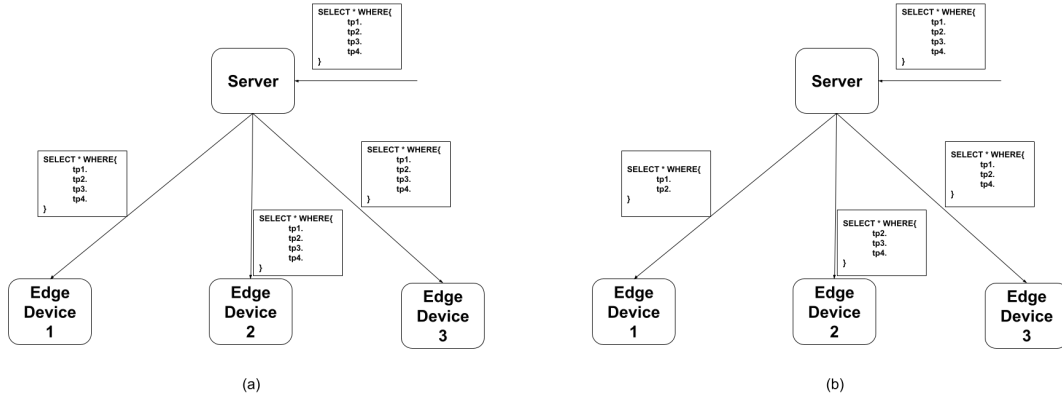 SELECT * WHERE{
tp1.
tp2.
tp3.
tp4.
}
Server
SELECT * WHERE{
tp1.
tp2.
tp3.
tp4.
}
SELECT * WHERE{
tp1.
tp2.
tp3.
tp4.
}
SELECT * WHERE{
tp1.
tp2.
tp3.
tp4.
}
Edge
Device
1
Edge
Device
2
Edge
Device
3
(a)
SELECT * WHERE{
tp1.
tp2.
tp3.
tp4.
}
Server
SELECT * WHERE{
tp1.
tp2.
}
SELECT * WHERE{
tp2.
tp3.
tp4.
}
SELECT * WHERE{
tp1.
tp2.
tp4.
}
Edge
Device
1
Edge
Device
2
Edge
Device
3
(b)